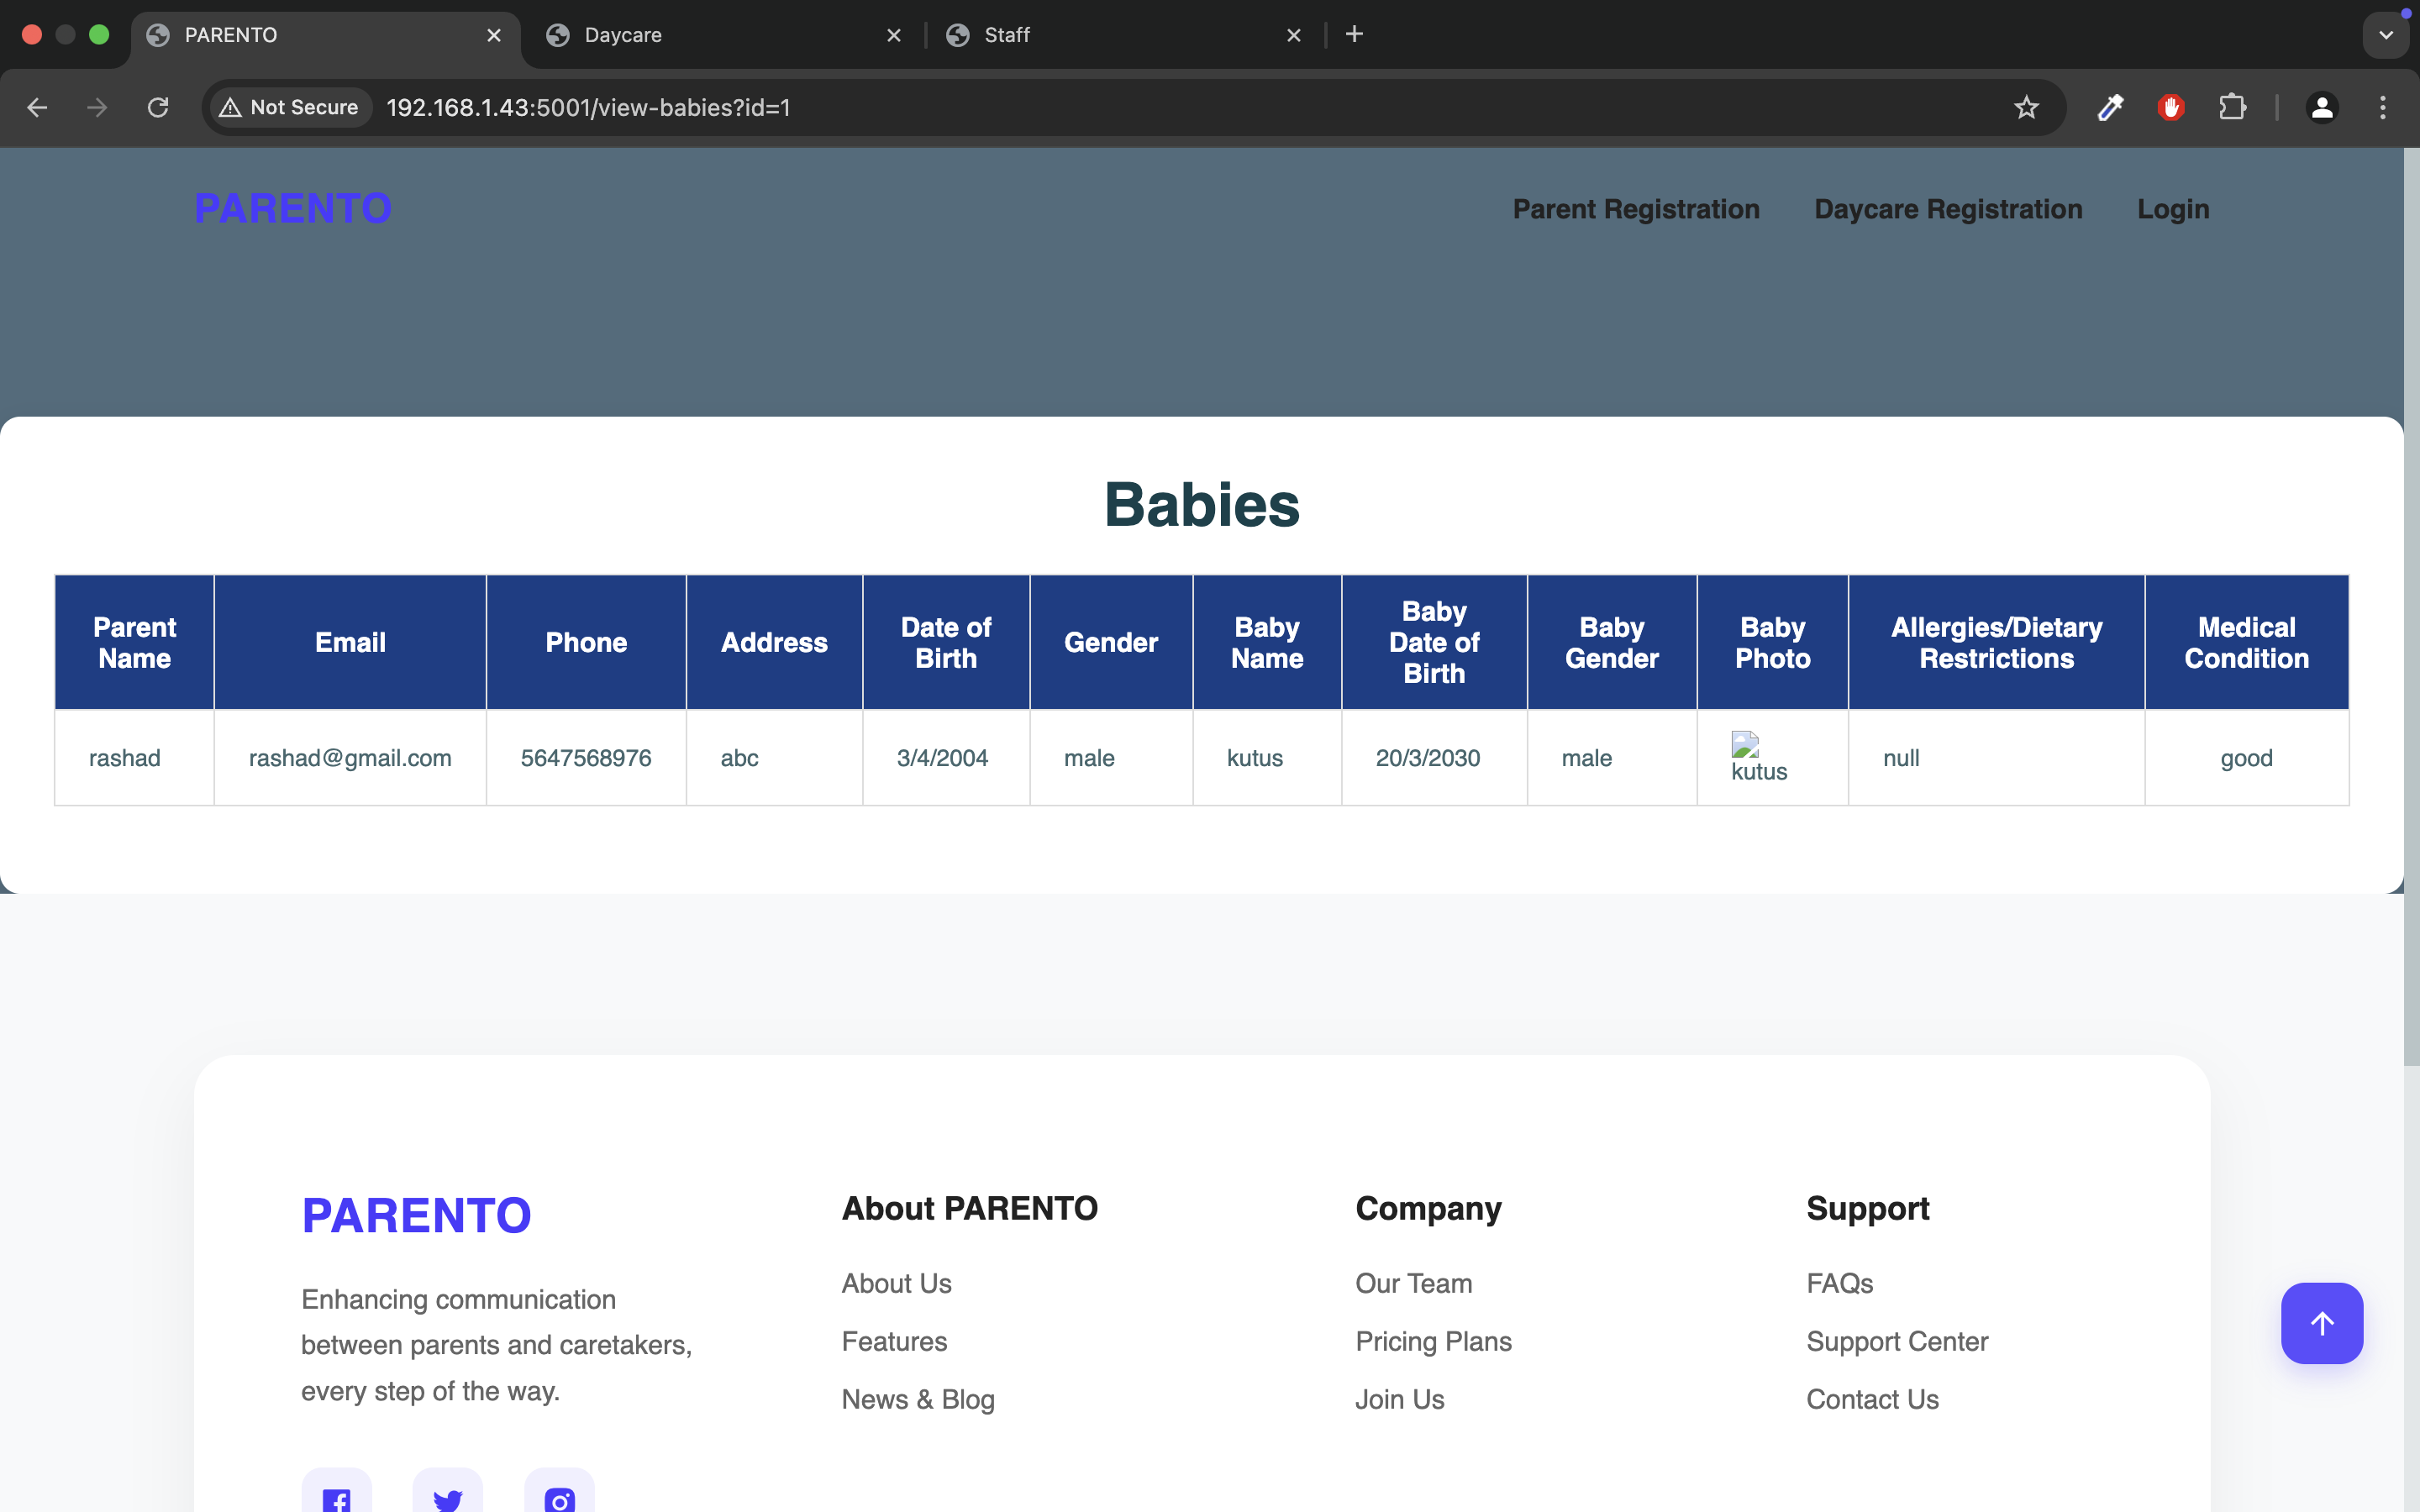 PARENTO
Daycare
Staff
Not Secure
192.168.1.43:5001/view-babies?id=1
PARENTO
Parent Registration
Daycare Registration
Login
Babies
Parent
Name
Email
Phone
Address
Date of
Birth
Gender
Baby
Name
Baby
Date of
Birth
Baby
Gender
Baby
Photo
Allergies/Dietary
Restrictions
Medical
Condition
rashad
rashad@gmail.com
5647568976
abc
3/4/2004
male
kutus
20/3/2030
male
kutus
null
good
PARENTO
Enhancing communication
between parents and caretakers,
every step of the way.
About PARENTO
About Us
Features
News & Blog
Company
Our Team
Pricing Plans
Join Us
Support
FAQs
Support Center
Contact Us